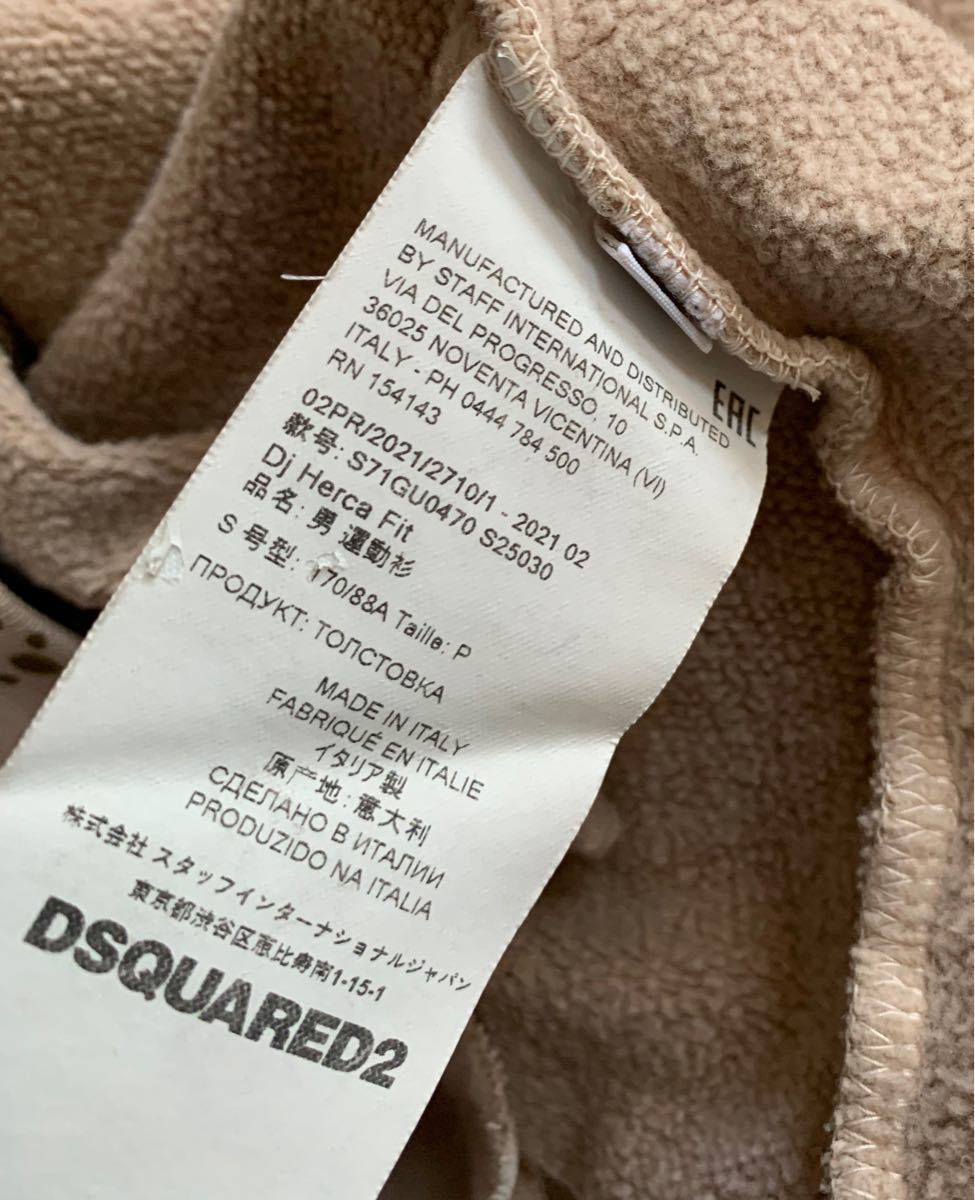 MANUFACTURED AND DISTRIBUTED
BY STAFF INTERNATIONAL S.P.A.
VIA DEL PROGRESSO, 10
36025 NOVENTA VICENTINA (VI)
ITALY - PH 0444 784 500
RN 154143
EAC
02PR/2021/2710/1 - 2021 02
款号: S71GU0470 S25030
Dj Herca Fit
品名: 男 運動衫
S 号型: 170/88A Taille: P
ПРОДУКТ: ТОЛСТОВКА
MADE IN ITALY
FABRIQUÉ EN ITALIE
イタリア製
原产地: 意大利
СДЕЛАНО В ИТАЛИИ
PRODUZIDO NA ITALIA
株式会社 スタッフインターナショナルジャパン
東京都渋谷区恵比寿南1-15-1
DSQUARED2